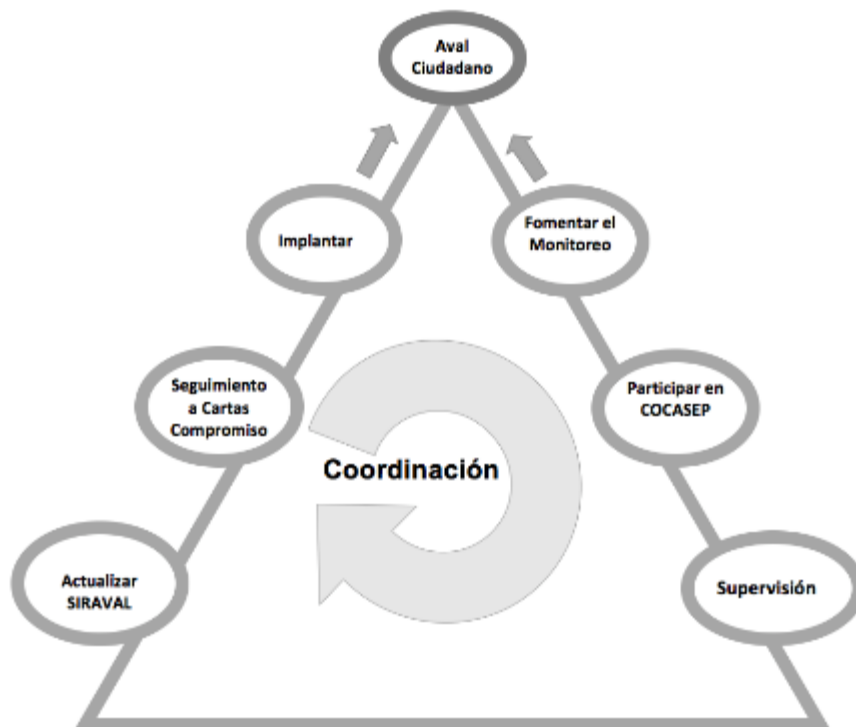 Aval
Ciudadano
Implantar
Fomentar el
Monitoreo
Seguimiento
a Cartas
Compromiso
Participar en
COCASEP
Coordinación
Actualizar
SIRAVAL
Supervisión